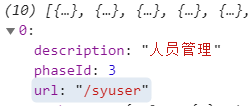 (10) [{…}, {…}, {…}, {…}, {…},
▼ 0:
description: "人员管理"
phaseId: 3
url: "/syuser"